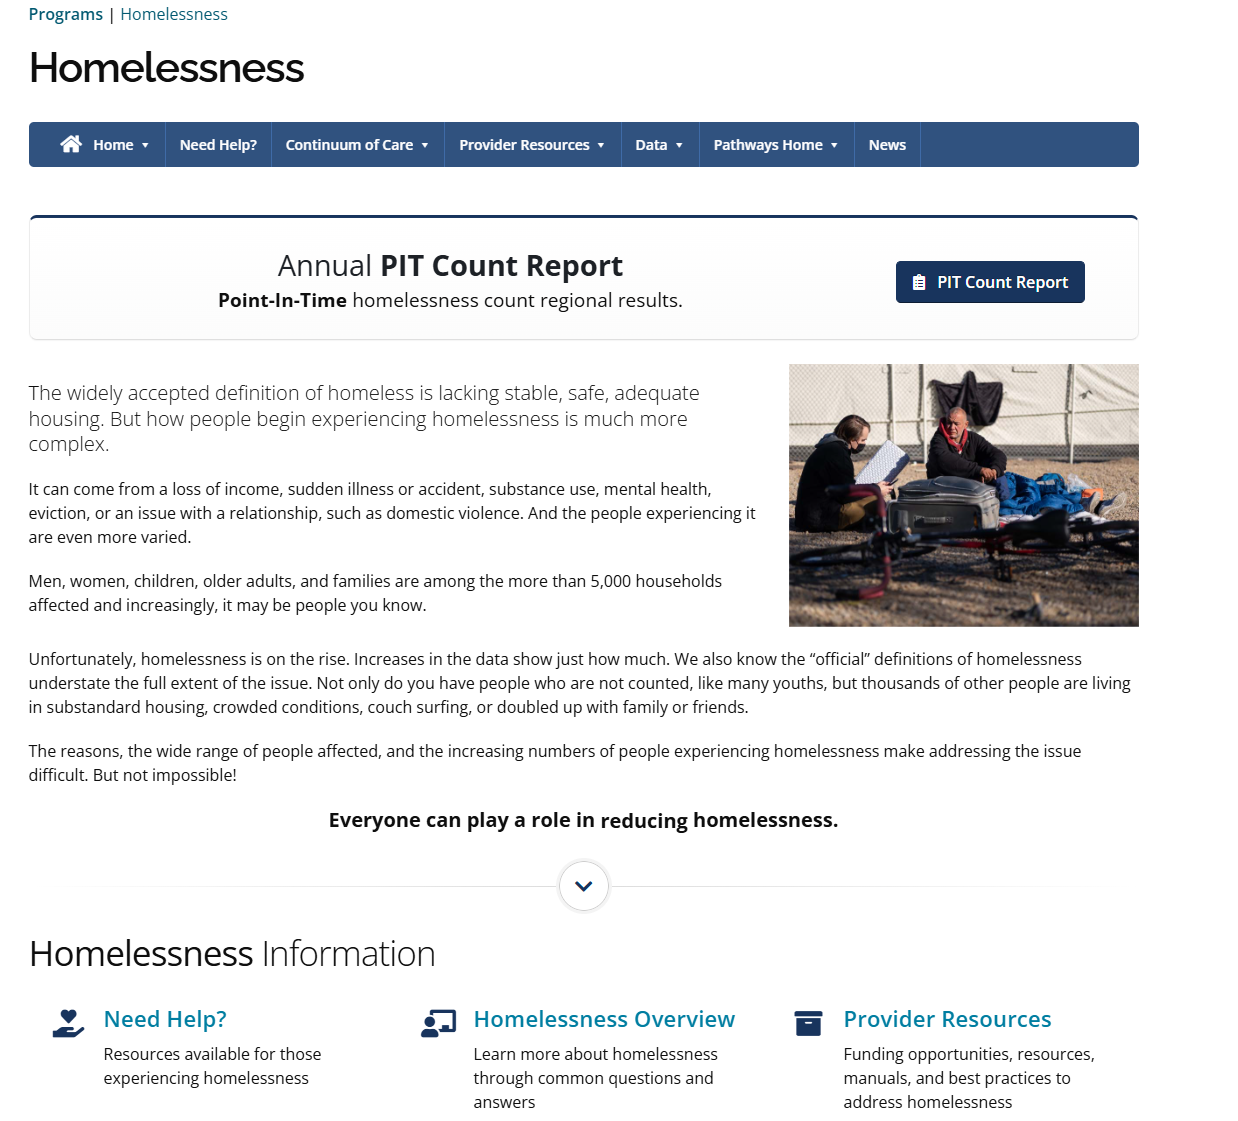 Programs | Homelessness
Homelessness
Home Need Help? Continuum of Care Provider Resources Data Pathways Home News
Annual PIT Count Report
Point-In-Time homelessness count regional results.
PIT Count Report
The widely accepted definition of homeless is lacking stable, safe, adequate
housing. But how people begin experiencing homelessness is much more
complex.
It can come from a loss of income, sudden illness or accident, substance use, mental health,
eviction, or an issue with a relationship, such as domestic violence. And the people experiencing it
are even more varied.
Men, women, children, older adults, and families are among the more than 5,000 households
affected and increasingly, it may be people you know.
Unfortunately, homelessness is on the rise. Increases in the data show just how much. We also know the “official” definitions of homelessness
understate the full extent of the issue. Not only do you have people who are not counted, like many youths, but thousands of other people are living
in substandard housing, crowded conditions, couch surfing, or doubled up with family or friends.
The reasons, the wide range of people affected, and the increasing numbers of people experiencing homelessness make addressing the issue
difficult. But not impossible!
Everyone can play a role in reducing homelessness.
Homelessness Information
Need Help?
Resources available for those
experiencing homelessness
Homelessness Overview
Learn more about homelessness
through common questions and
answers
Provider Resources
Funding opportunities, resources,
manuals, and best practices to
address homelessness